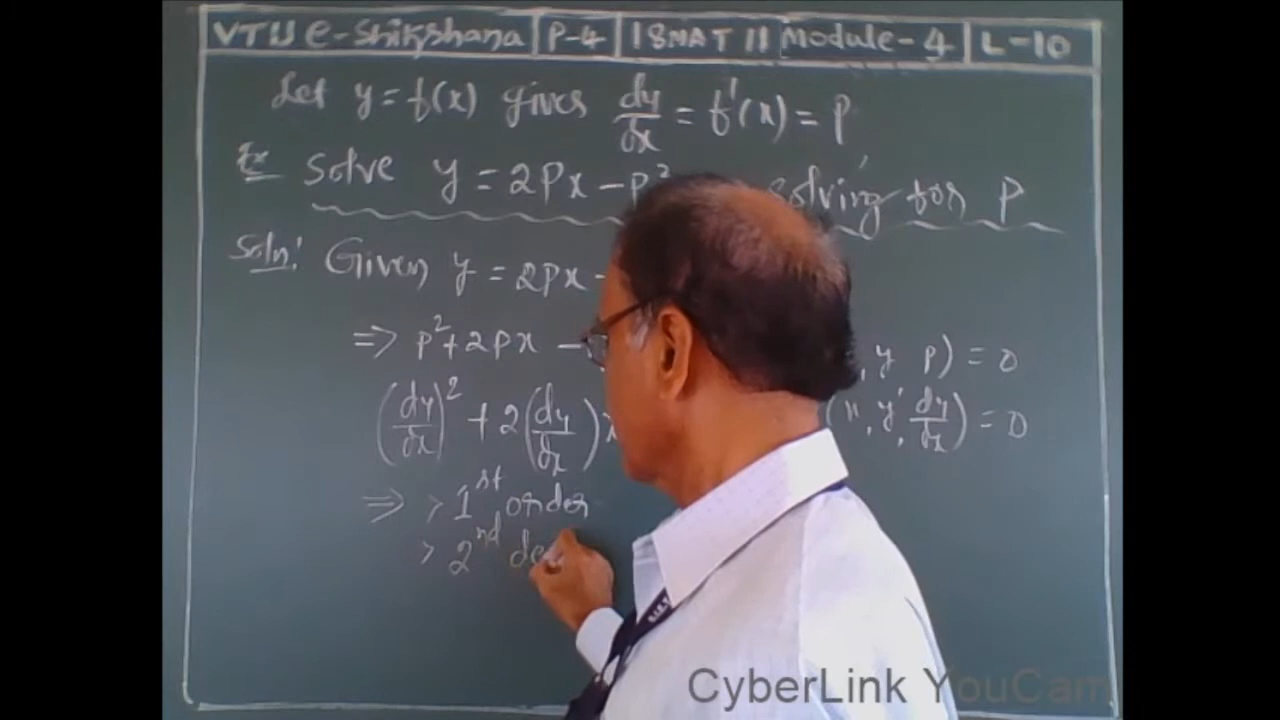 VTU e-Shikshana P-4 18MAT11 Module-4 L-10
Let y = f(x) gives dy/dx = f'(x) = P
Ex Solve y = 2Px - P² solving for P
Soln: Given y = 2px -
⇒ p² + 2px - , y p) = 0
(dy/dx)² + 2(dy/dx)x (x, y, dy/dx) = 0
⇒ > 1st order
> 2nd de
CyberLink YouCam